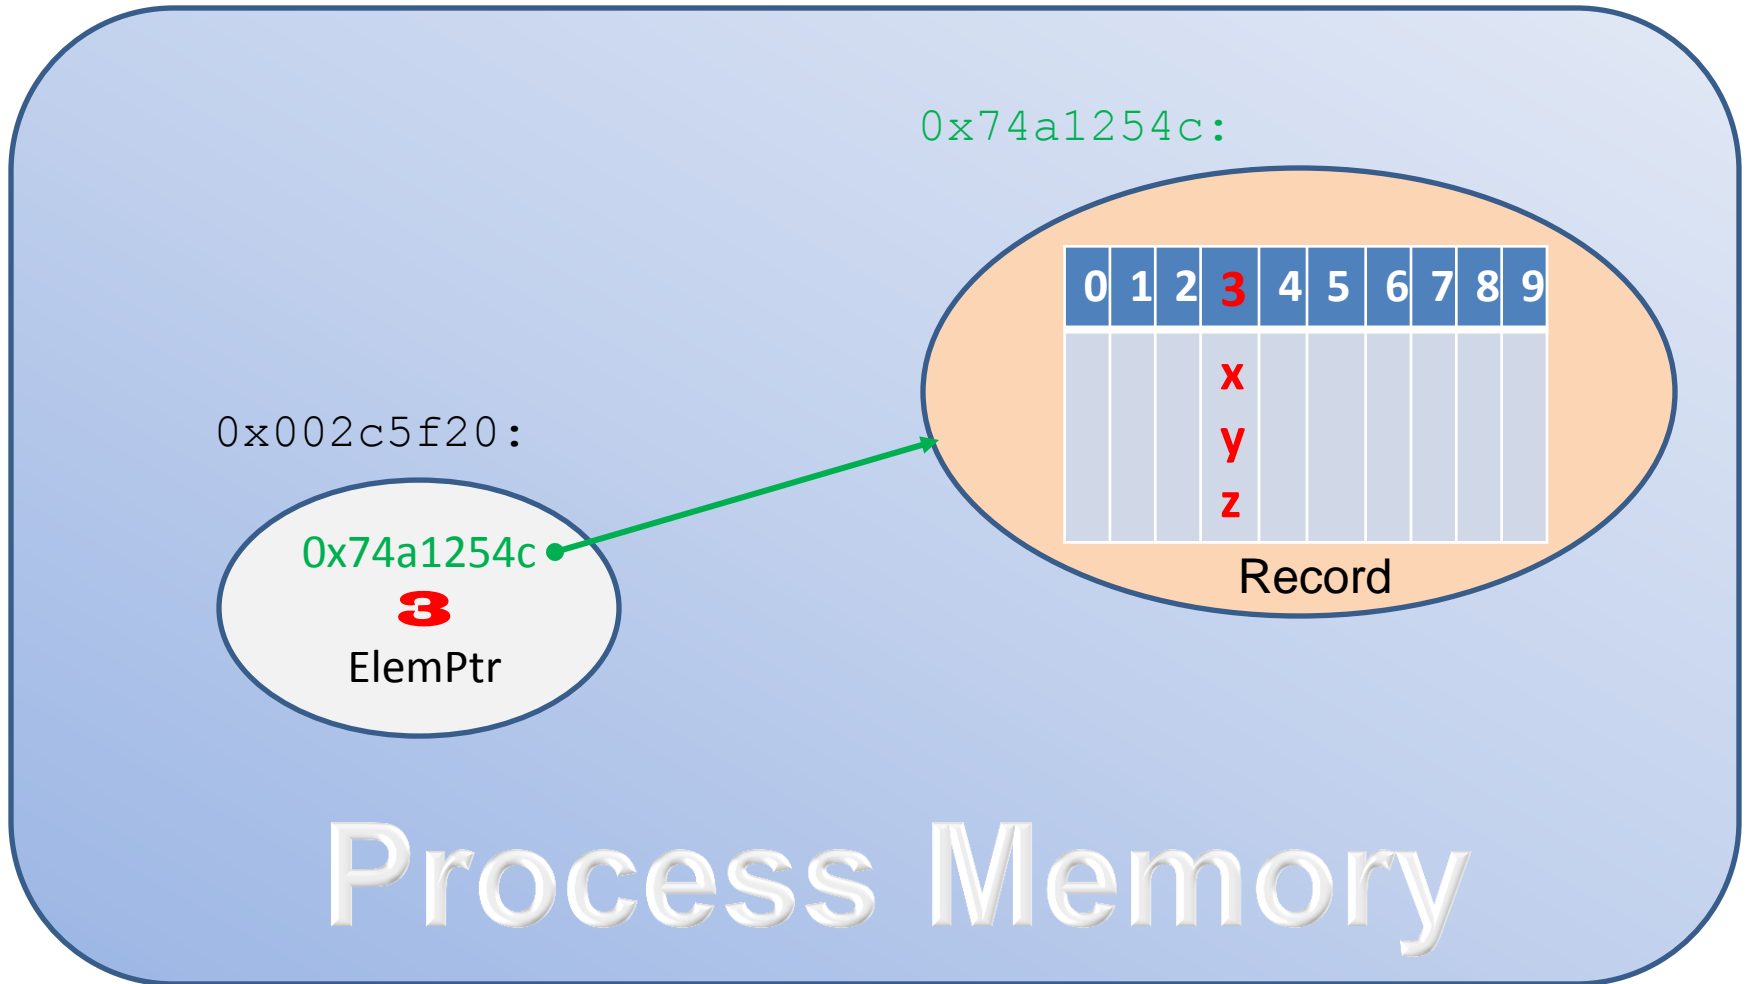 0x74a1254c:
0 1 2 3 4 5 6 7 8 9
x
y
z
Record
0x002c5f20:
0x74a1254c
3
ElemPtr
Process Memory